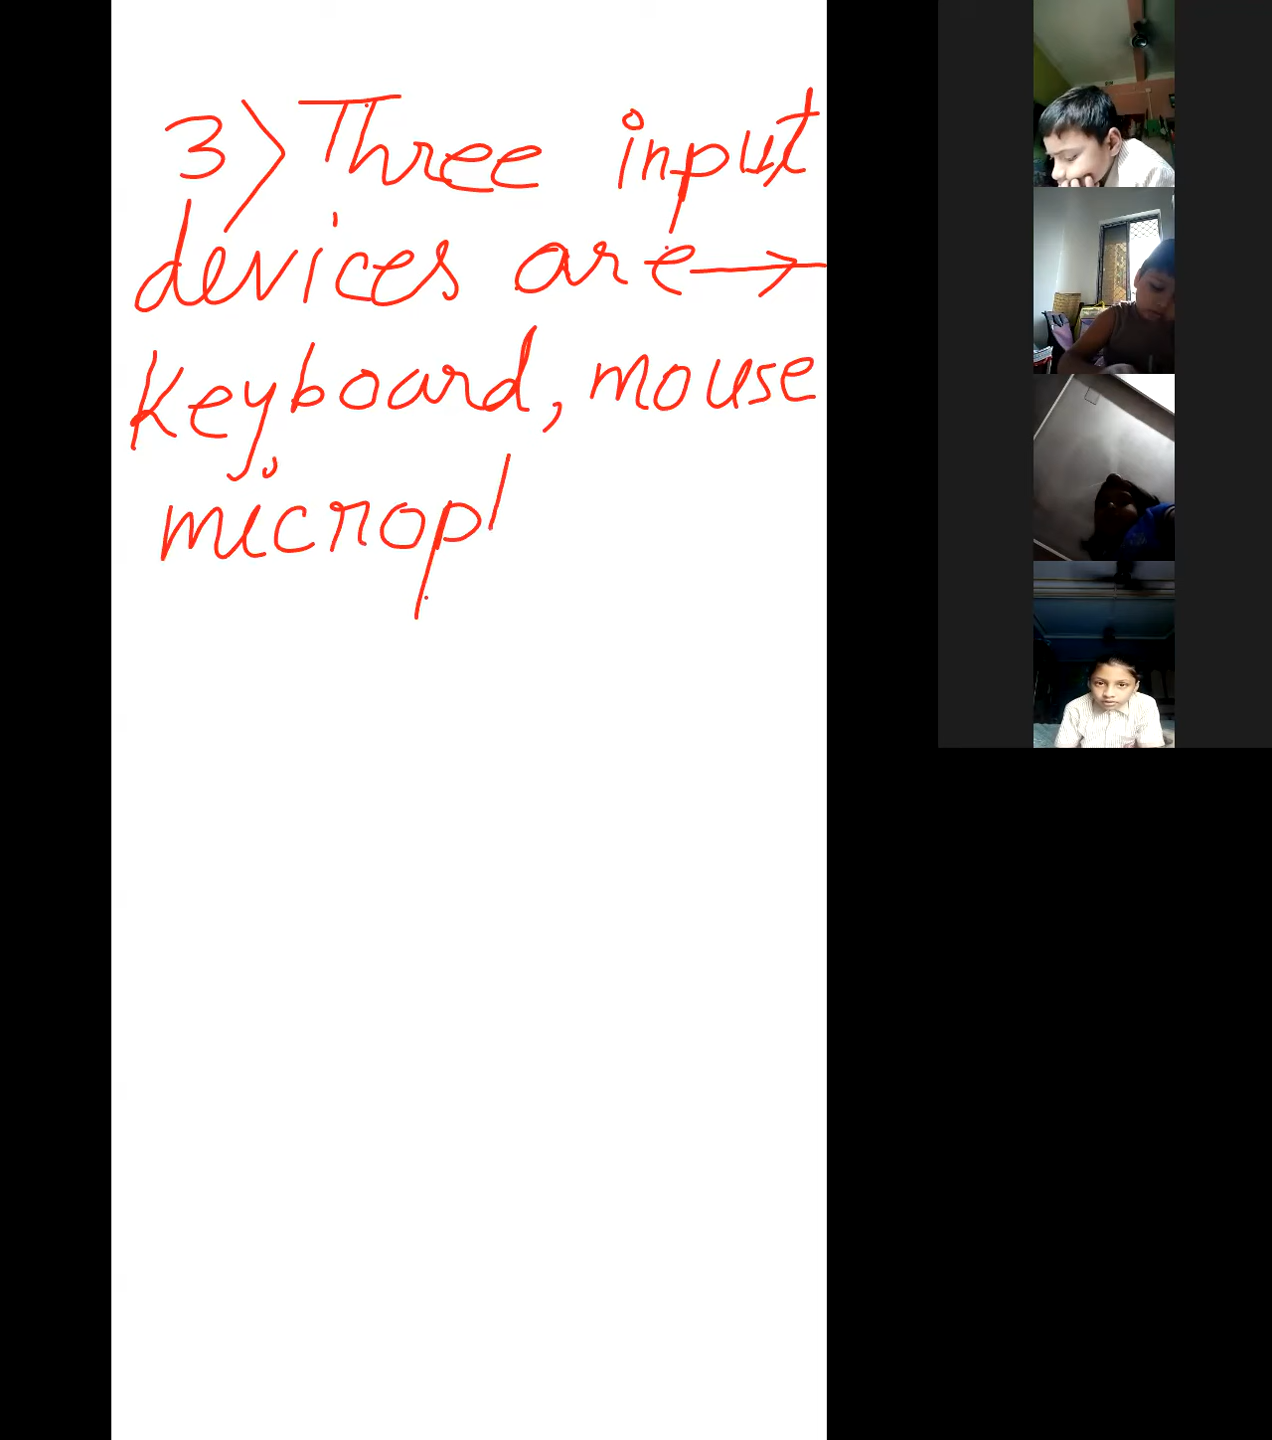 3) Three input
devices are →
keyboard, mouse
microp